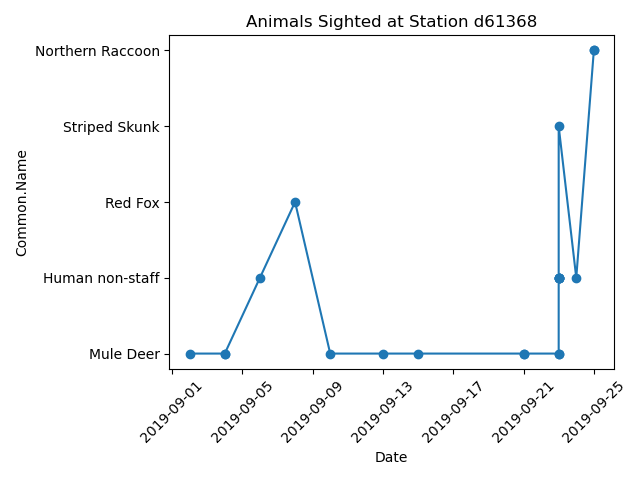 Animals Sighted at Station d61368
Northern Raccoon
Striped Skunk
Red Fox
Human non-staff
Mule Deer
Common.Name
2019-09-01
2019-09-05
2019-09-09
2019-09-13
2019-09-17
2019-09-21
2019-09-25
Date